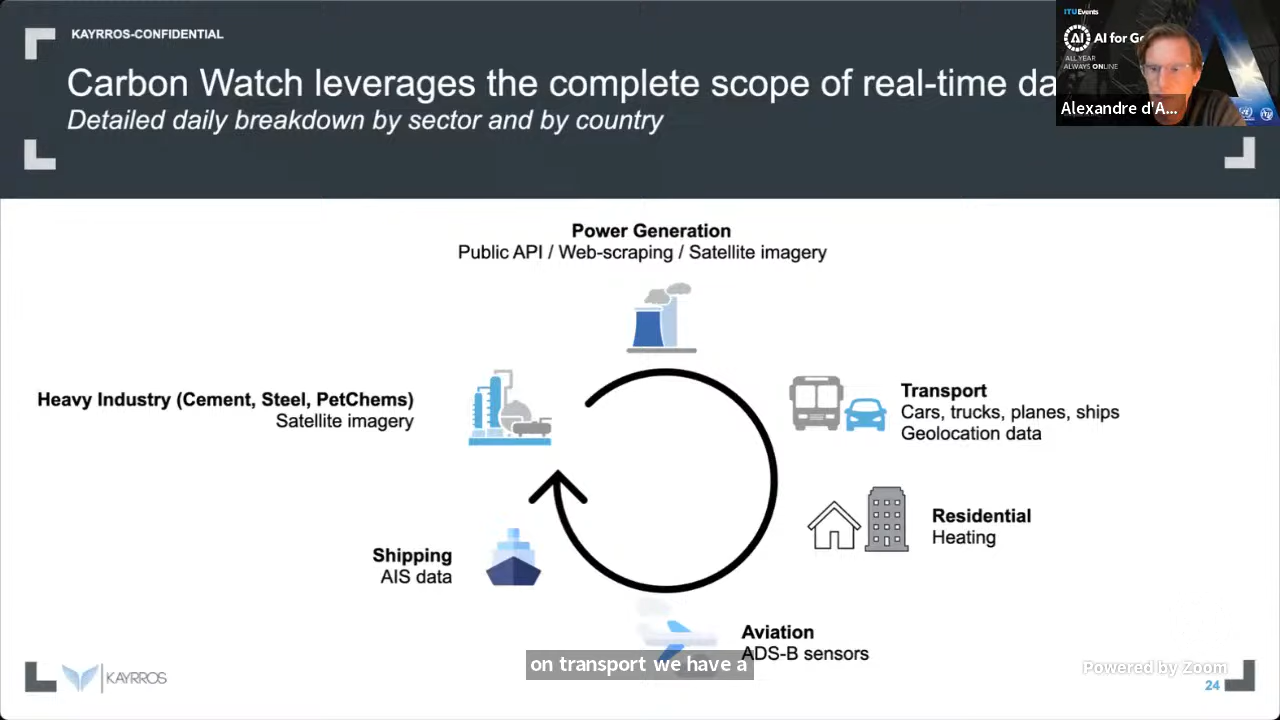 KAYRROS-CONFIDENTIAL
Carbon Watch leverages the complete scope of real-time da
Detailed daily breakdown by sector and by country
ITUEvents
AI
AI for Go
ALL YEAR
ALWAYS ONLINE
Alexandre d'A...
Power Generation
Public API / Web-scraping / Satellite imagery
Heavy Industry (Cement, Steel, PetChems)
Satellite imagery
Transport
Cars, trucks, planes, ships
Geolocation data
Residential
Heating
Shipping
AIS data
Aviation
ADS-B sensors
on transport we have a
KAYRROS
Powered by Zoom
24